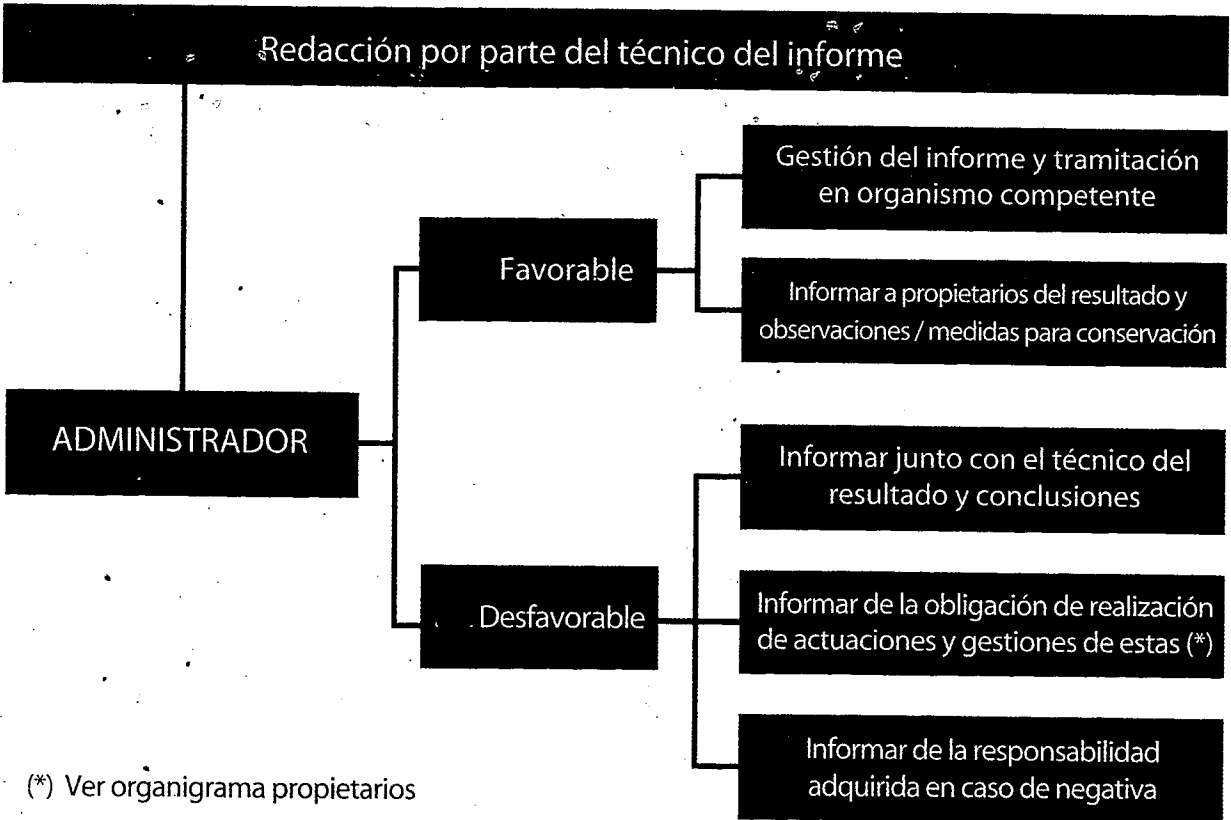 Redacción por parte del técnico del informe
Gestión del informe y tramitación
en organismo competente
Favorable
Informar a propietarios del resultado y
observaciones / medidas para conservación
ADMINISTRADOR
Informar junto con el técnico del
resultado y conclusiones
Desfavorable
Informar de la obligación de realización
de actuaciones y gestiones de estas (*)
Informar de la responsabilidad
adquirida en caso de negativa
(*) Ver organigrama propietarios